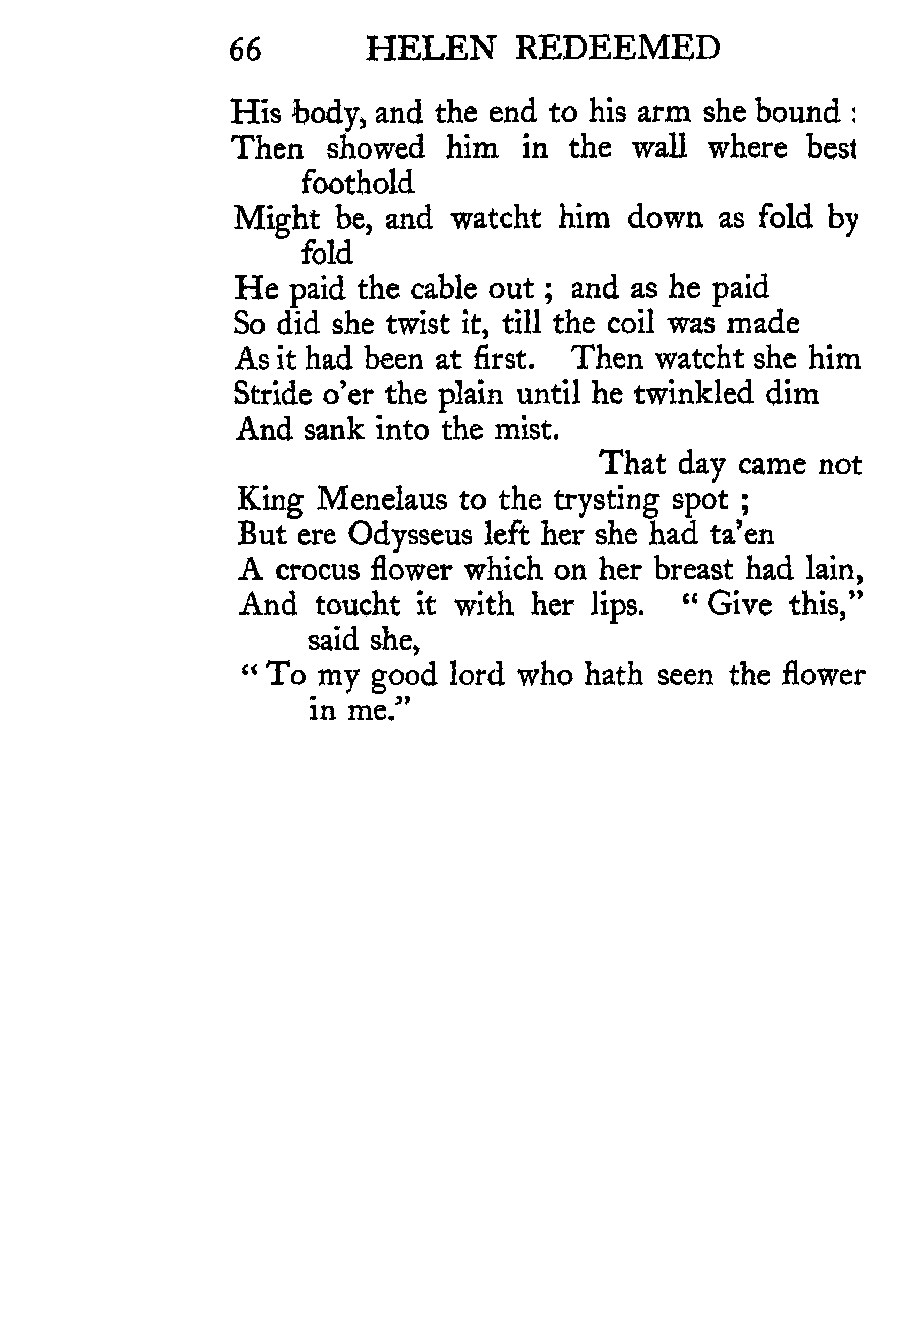 66 HELEN REDEEMED
His body, and the end to his arm she bound :
Then showed him in the wall where best
foothold
Might be, and watcht him down as fold by
fold
He paid the cable out ; and as he paid
So did she twist it, till the coil was made
As it had been at first. Then watcht she him
Stride o'er the plain until he twinkled dim
And sank into the mist.
That day came not
King Menelaus to the trysting spot ;
But ere Odysseus left her she had ta'en
A crocus flower which on her breast had lain,
And toucht it with her lips. “ Give this,”
said she,
“ To my good lord who hath seen the flower
in me.”